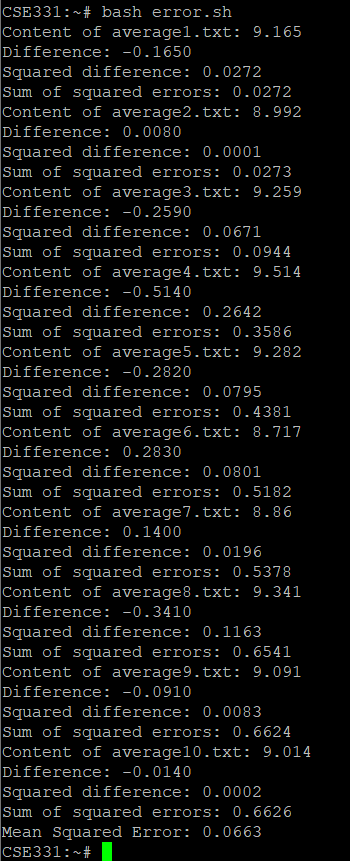 CSE331:~# bash error.sh
Content of average1.txt: 9.165
Difference: -0.1650
Squared difference: 0.0272
Sum of squared errors: 0.0272
Content of average2.txt: 8.992
Difference: 0.0080
Squared difference: 0.0001
Sum of squared errors: 0.0273
Content of average3.txt: 9.259
Difference: -0.2590
Squared difference: 0.0671
Sum of squared errors: 0.0944
Content of average4.txt: 9.514
Difference: -0.5140
Squared difference: 0.2642
Sum of squared errors: 0.3586
Content of average5.txt: 9.282
Difference: -0.2820
Squared difference: 0.0795
Sum of squared errors: 0.4381
Content of average6.txt: 8.717
Difference: 0.2830
Squared difference: 0.0801
Sum of squared errors: 0.5182
Content of average7.txt: 8.86
Difference: 0.1400
Squared difference: 0.0196
Sum of squared errors: 0.5378
Content of average8.txt: 9.341
Difference: -0.3410
Squared difference: 0.1163
Sum of squared errors: 0.6541
Content of average9.txt: 9.091
Difference: -0.0910
Squared difference: 0.0083
Sum of squared errors: 0.6624
Content of average10.txt: 9.014
Difference: -0.0140
Squared difference: 0.0002
Sum of squared errors: 0.6626
Mean Squared Error: 0.0663
CSE331:~#